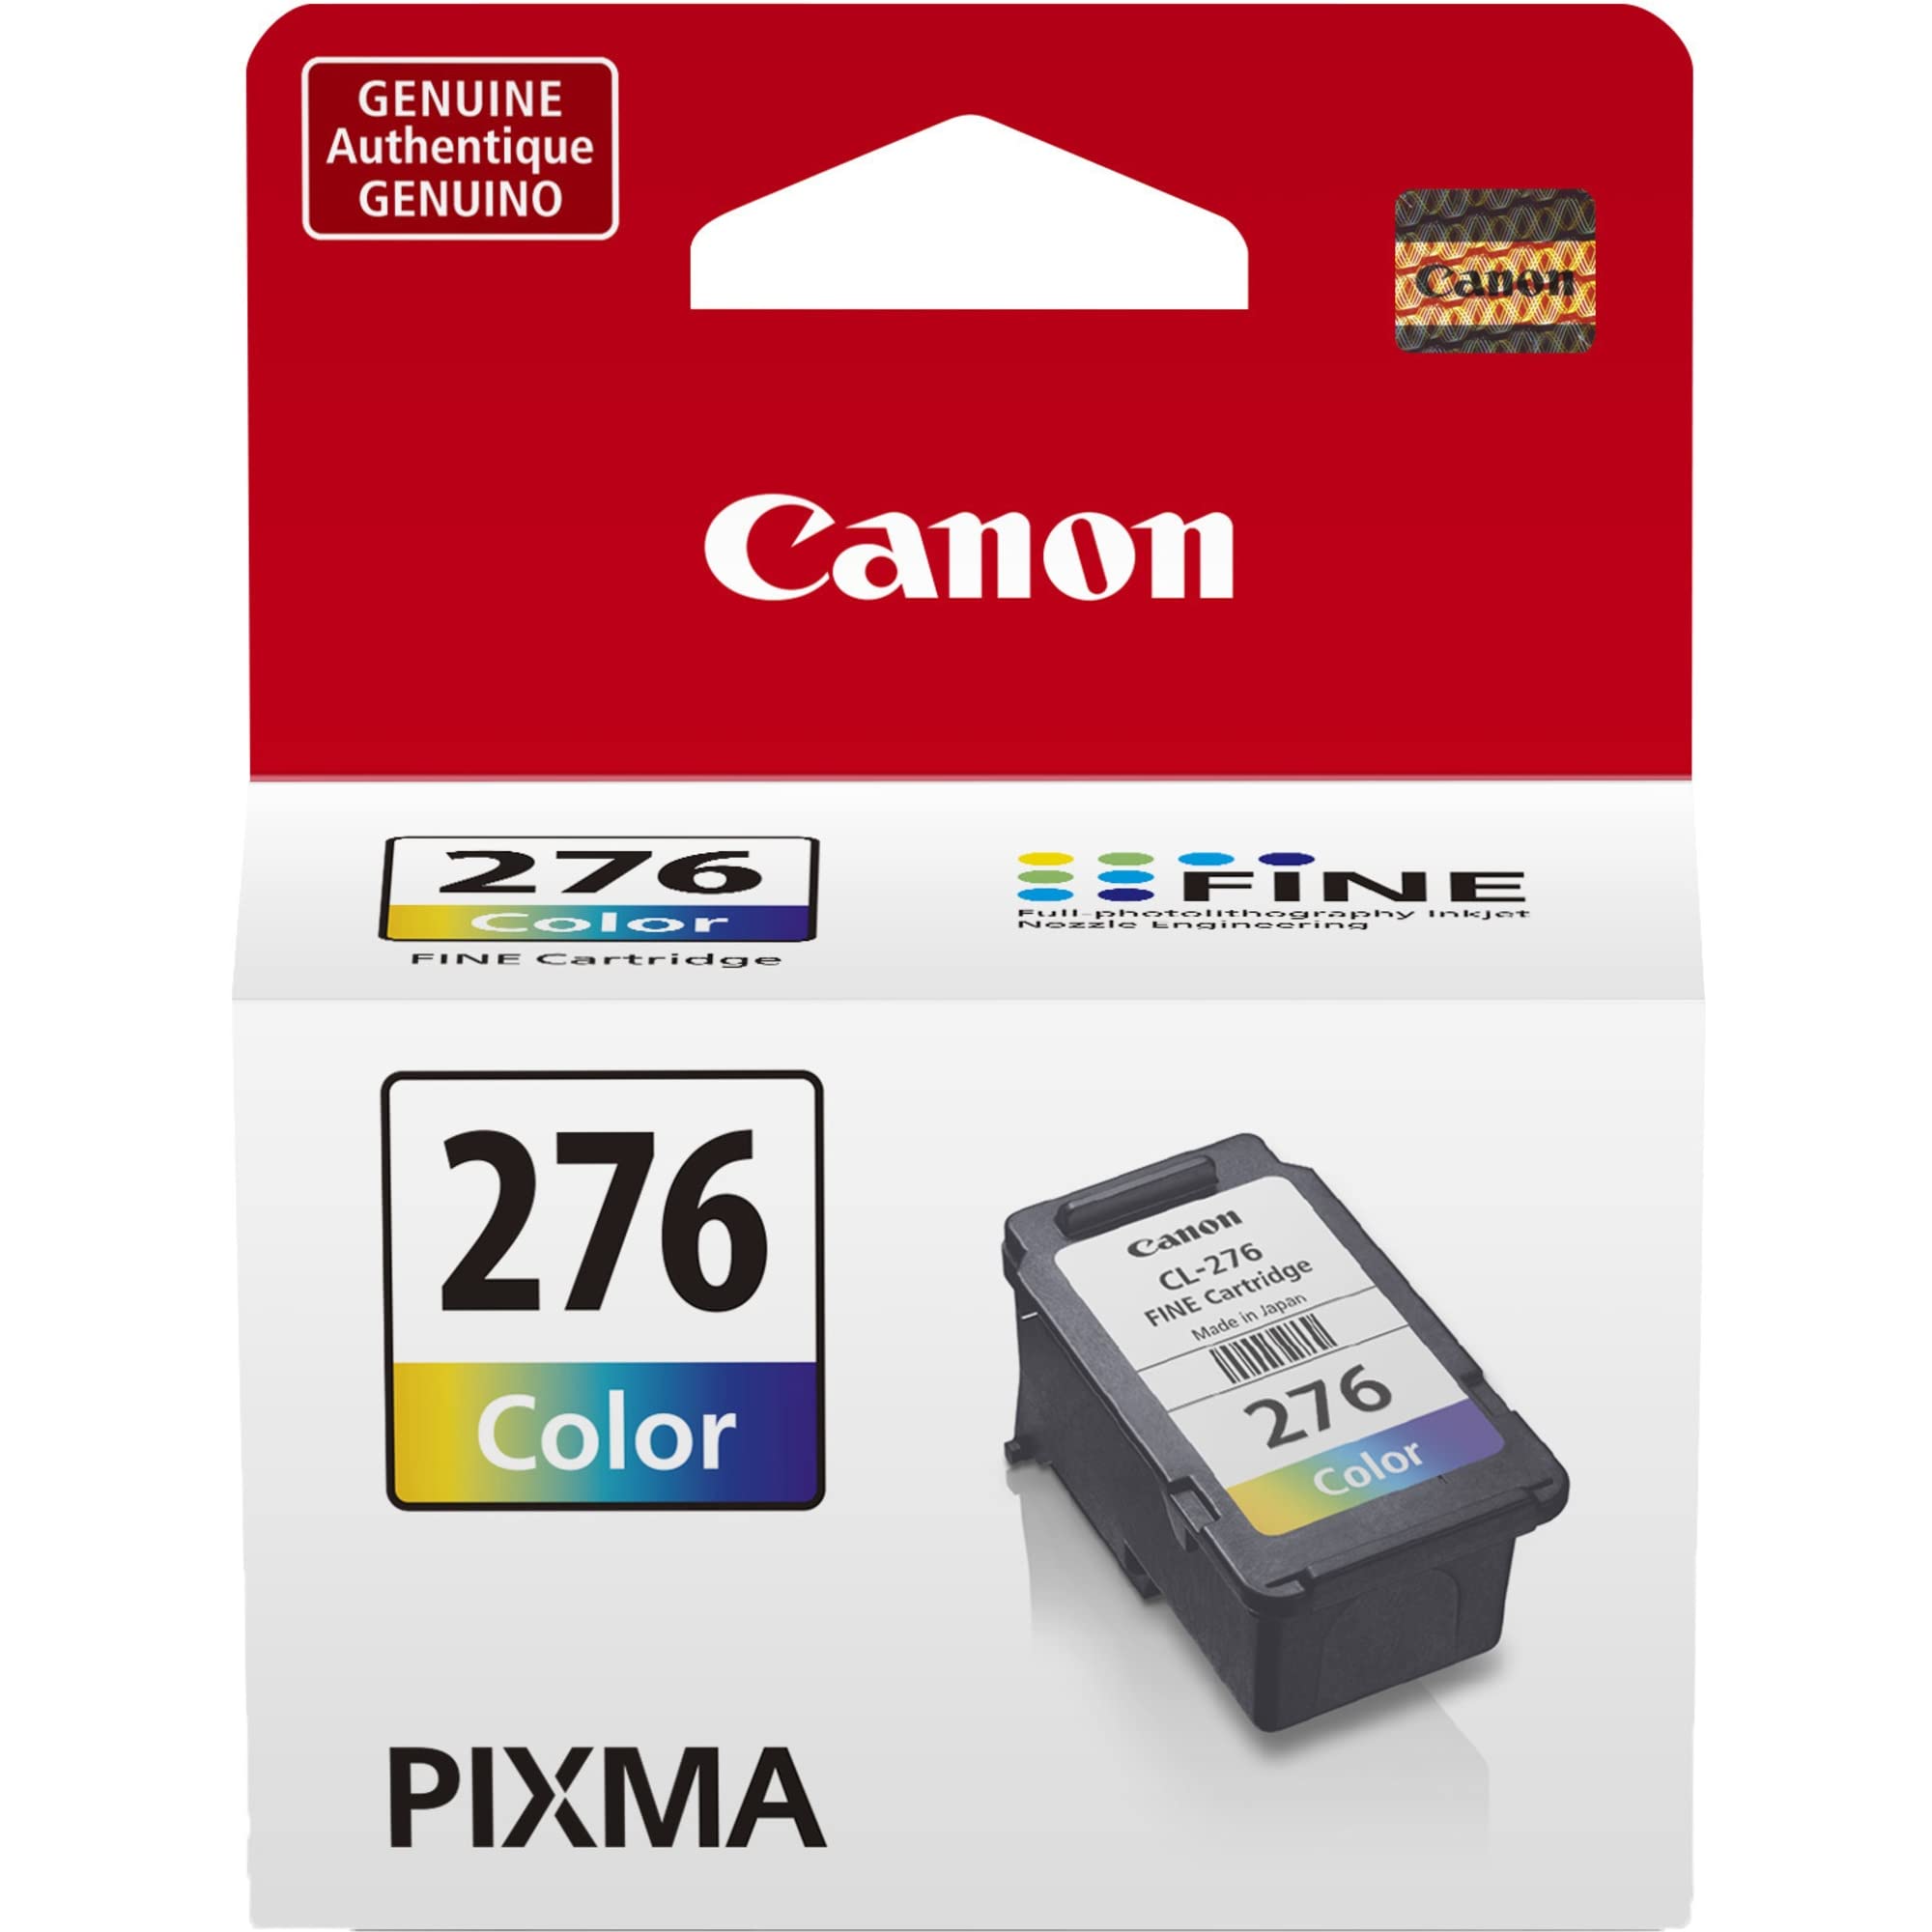 GENUINE
Authentique
GENUINO
Canon
Canon
276
Color
FINE Cartridge
FINE
Full-photolithography Inkjet
Nozzle Engineering
276
Color
Canon
CL-276
FINE Cartridge
Made in Japan
276
Color
PIXMA